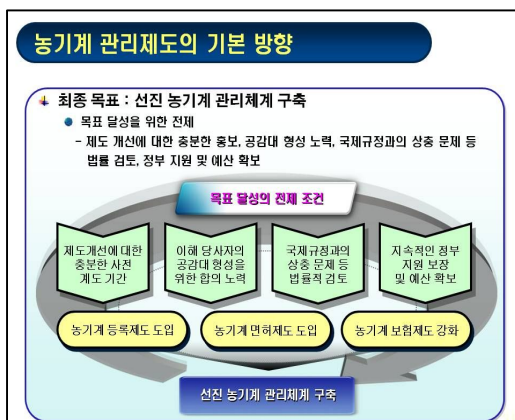 농기계 관리제도의 기본 방향
최종 목표 : 선진 농기계 관리체계 구축
목표 달성을 위한 전제
- 제도 개선에 대한 충분한 홍보, 공감대 형성 노력, 국제규정과의 상충 문제 등
법률 검토, 정부 지원 및 예산 확보
목표 달성의 전제 조건
제도개선에 대한
충분한 사전
계도 기간
이해 당사자의
공감대 형성을
위한 합의 노력
국제규정과의
상충 문제 등
법률적 검토
지속적인 정부
지원 보장
및 예산 확보
농기계 등록제도 도입
농기계 면허제도 도입
농기계 보험제도 강화
선진 농기계 관리체계 구축